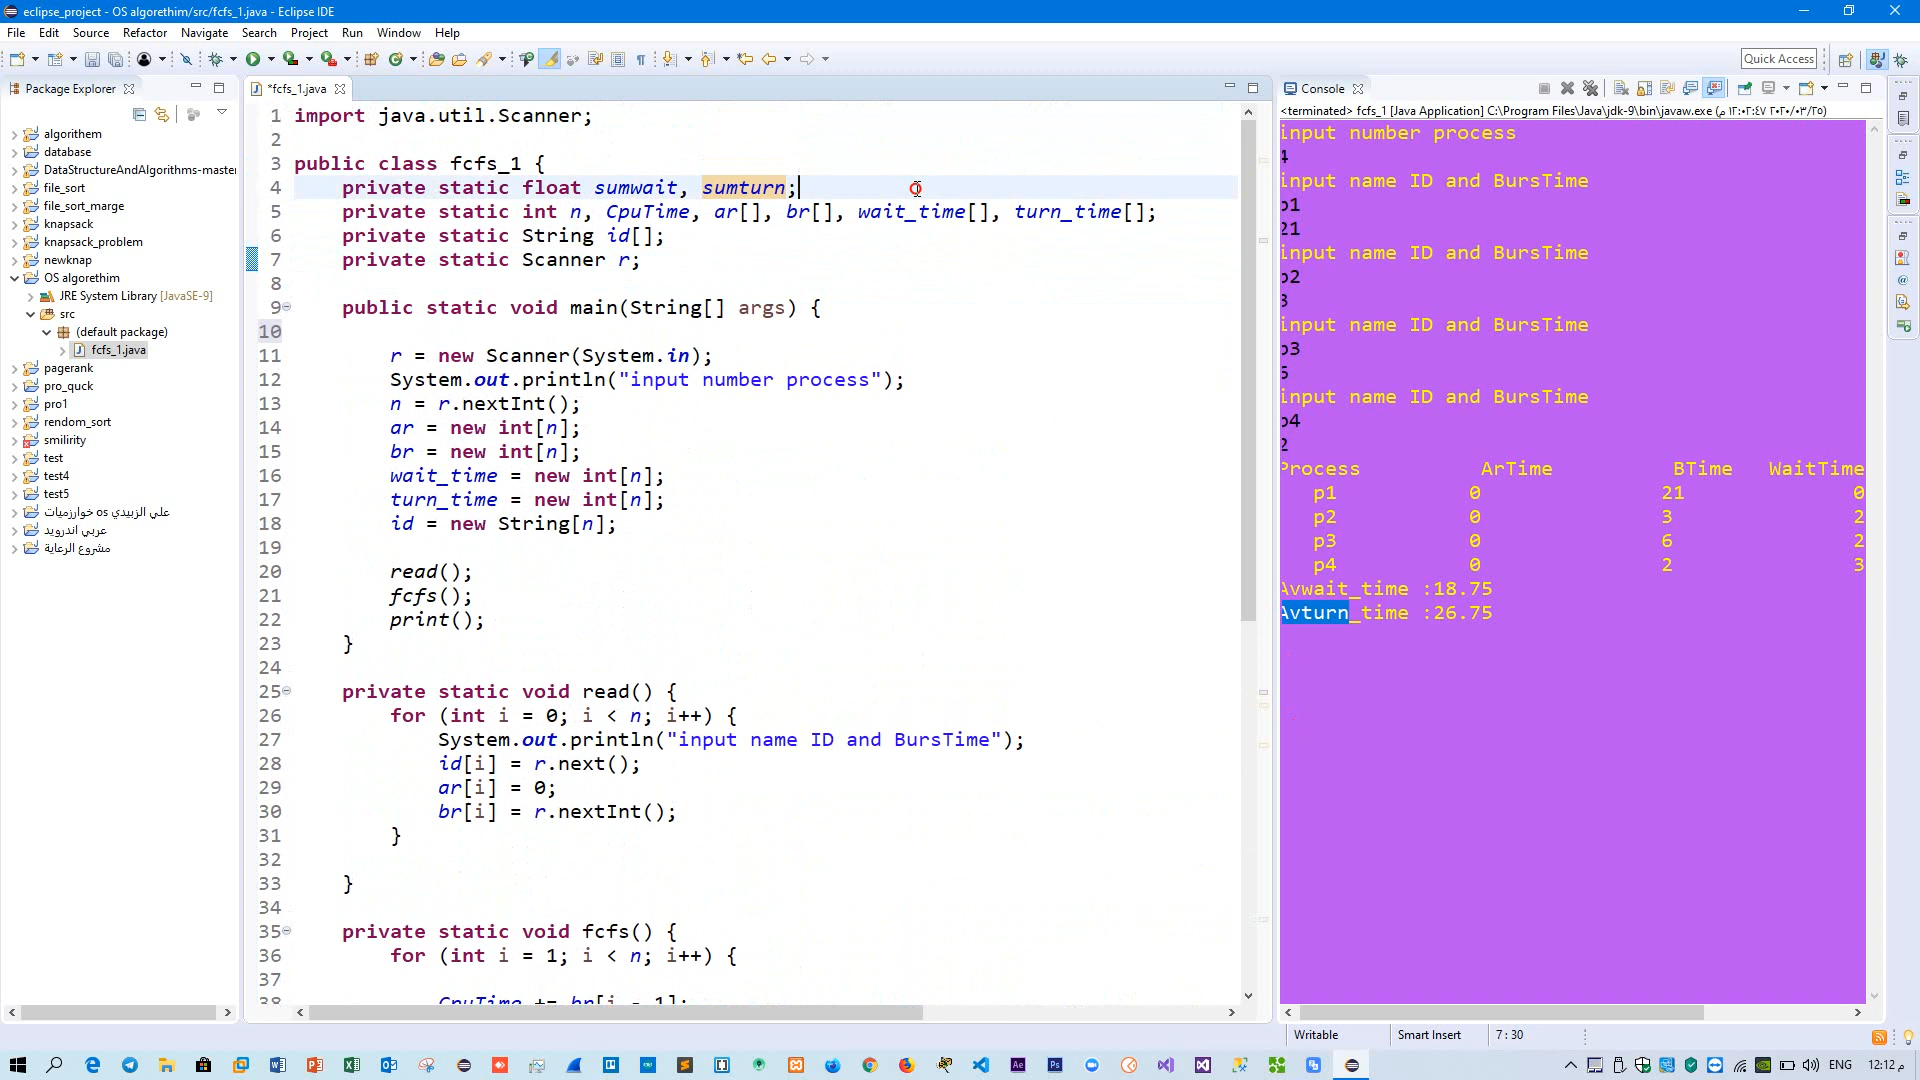 eclipse_project - OS algorethim/src/fcfs_1.java - Eclipse IDE
File Edit Source Refactor Navigate Search Project Run Window Help
Quick Access
Package Explorer
*fcfs_1.java
Console
<terminated> fcfs_1 [Java Application] C:\Program Files\Java\jdk-9\bin\javaw.exe (٢٥/٠٣/٢٠٢٠ ١٢:٠٢:٤٧ م)
algorithem
database
DataStructureAndAlgorithms-master
file_sort
file_sort_marge
knapsack
knapsack_problem
newknap
OS algorethim
JRE System Library [JavaSE-9]
src
(default package)
fcfs_1.java
pagerank
pro_quck
pro1
rendom_sort
smilirity
test
test4
test5
خوارزميات os علي الزبيدي
عربي اندرويد
مشروع الرعاية
1 import java.util.Scanner;
2
3 public class fcfs_1 {
4 private static float sumwait, sumturn;
5 private static int n, CpuTime, ar[], br[], wait_time[], turn_time[];
6 private static String id[];
7 private static Scanner r;
8
9 public static void main(String[] args) {
10
11 r = new Scanner(System.in);
12 System.out.println("input number process");
13 n = r.nextInt();
14 ar = new int[n];
15 br = new int[n];
16 wait_time = new int[n];
17 turn_time = new int[n];
18 id = new String[n];
19
20 read();
21 fcfs();
22 print();
23 }
24
25 private static void read() {
26 for (int i = 0; i < n; i++) {
27 System.out.println("input name ID and BursTime");
28 id[i] = r.next();
29 ar[i] = 0;
30 br[i] = r.nextInt();
31 }
32
33 }
34
35 private static void fcfs() {
36 for (int i = 1; i < n; i++) {
37
38 CpuTime += br[i - 1];
input number process
4
input name ID and BursTime
p1
21
input name ID and BursTime
p2
3
input name ID and BursTime
p3
6
input name ID and BursTime
p4
2
Process ArTime BTime WaitTime
p1 0 21 0
p2 0 3 2
p3 0 6 2
p4 0 2 3
Avwait_time :18.75
Avturn_time :26.75
Writable Smart Insert 7 : 30
ENG 12:12 م